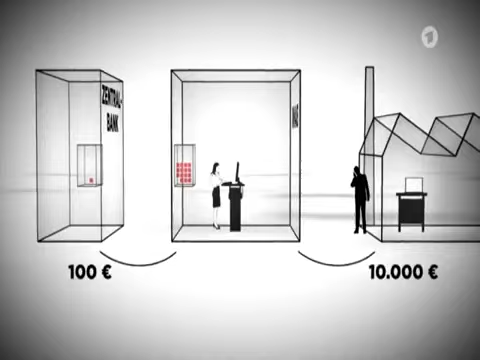 ZENTRAL-
BANK
100 €
10.000 €